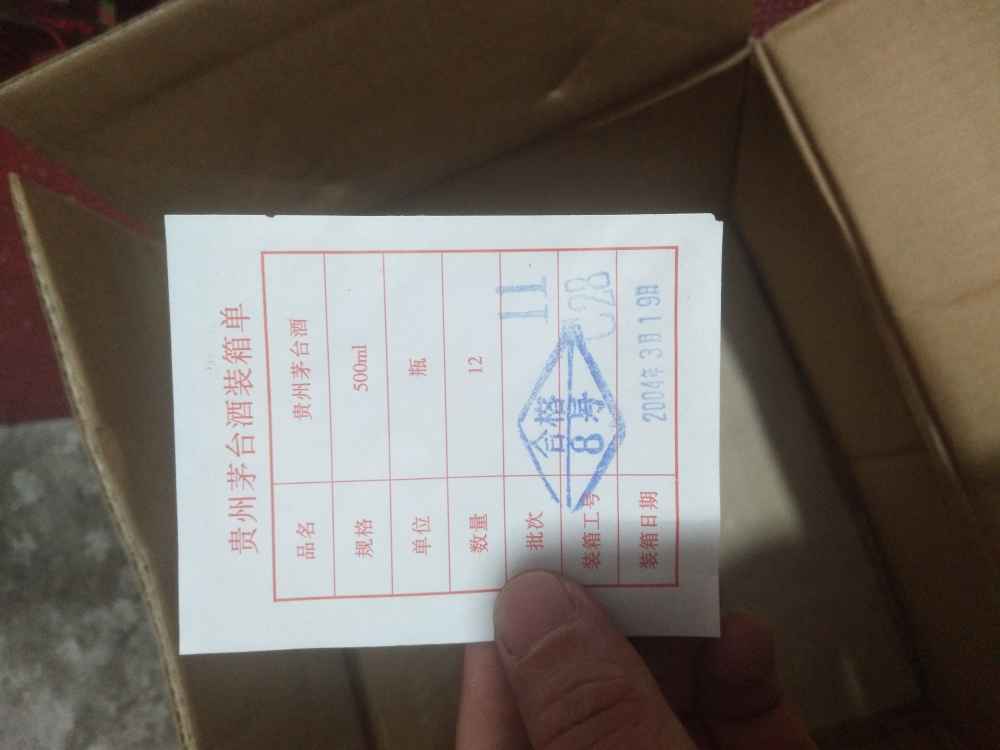 贵州茅台酒装箱单
品名 贵州茅台酒
规格 500ml
单位 瓶
数量 12
批次 11
装箱工号 028
装箱日期 2004年3月19日
合格
8号